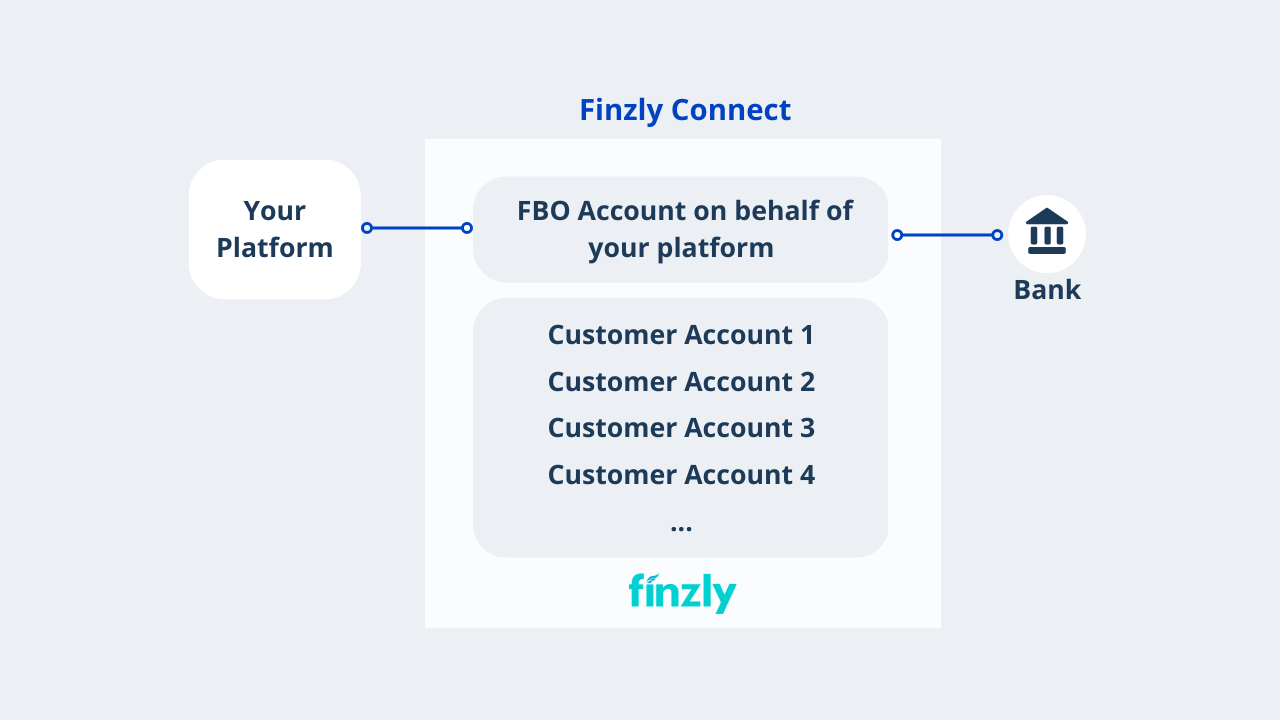 Finzly Connect
Your
Platform
FBO Account on behalf of
your platform
Bank
Customer Account 1
Customer Account 2
Customer Account 3
Customer Account 4
...
finzly